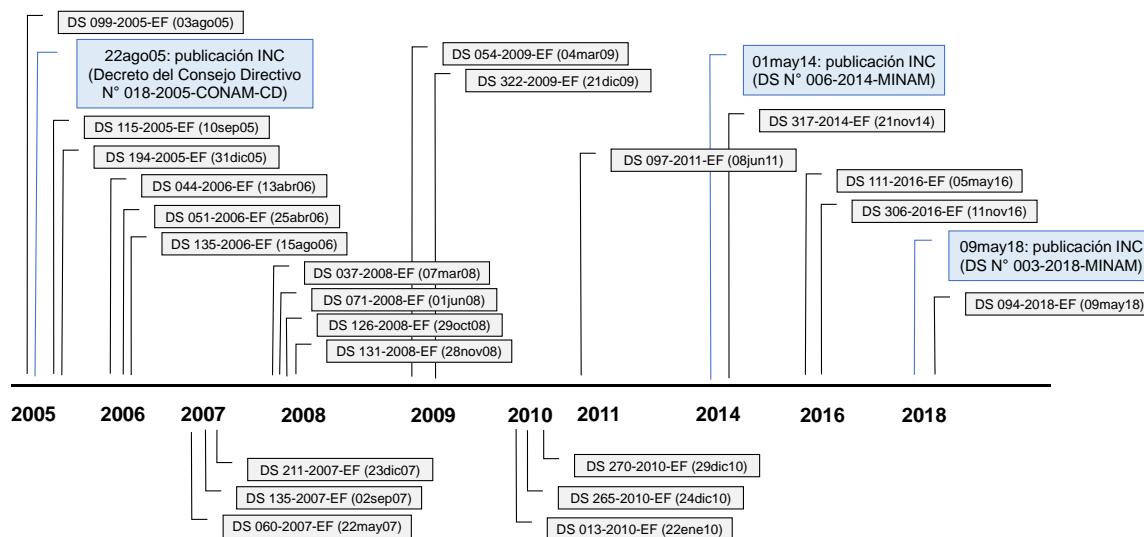 DS 099-2005-EF (03ago05)
22ago05: publicación INC
(Decreto del Consejo Directivo
N° 018-2005-CONAM-CD)
DS 115-2005-EF (10sep05)
DS 194-2005-EF (31dic05)
DS 044-2006-EF (13abr06)
DS 051-2006-EF (25abr06)
DS 135-2006-EF (15ago06)
DS 037-2008-EF (07mar08)
DS 071-2008-EF (01jun08)
DS 126-2008-EF (29oct08)
DS 131-2008-EF (28nov08)
DS 054-2009-EF (04mar09)
DS 322-2009-EF (21dic09)
DS 097-2011-EF (08jun11)
01may14: publicación INC
(DS N° 006-2014-MINAM)
DS 317-2014-EF (21nov14)
DS 111-2016-EF (05may16)
DS 306-2016-EF (11nov16)
09may18: publicación INC
(DS N° 003-2018-MINAM)
DS 094-2018-EF (09may18)
2005 2006 2007 2008 2009 2010 2011 2014 2016 2018
DS 211-2007-EF (23dic07)
DS 135-2007-EF (02sep07)
DS 060-2007-EF (22may07)
DS 270-2010-EF (29dic10)
DS 265-2010-EF (24dic10)
DS 013-2010-EF (22ene10)